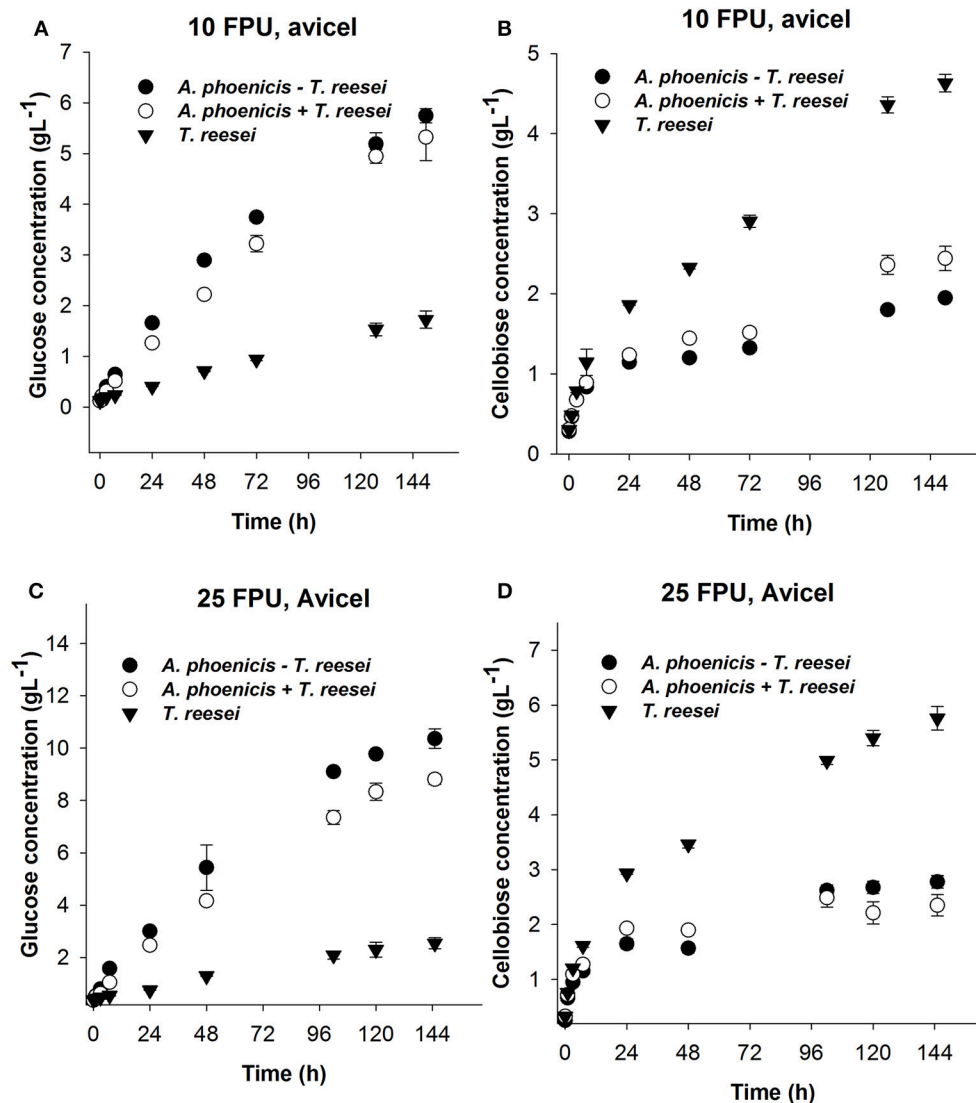 A
10 FPU, avicel
7
6
5
4
3
2
1
0
Glucose concentration (gL-1)
A. phoenicis - T. reesei
A. phoenicis + T. reesei
T. reesei
0 24 48 72 96 120 144
Time (h)
B
10 FPU, avicel
5
4
3
2
1
0
Cellobiose concentration (gL-1)
A. phoenicis - T. reesei
A. phoenicis + T. reesei
T. reesei
0 24 48 72 96 120 144
Time (h)
C
25 FPU, Avicel
14
12
10
8
6
4
2
Glucose concentration (gL-1)
A. phoenicis - T. reesei
A. phoenicis + T. reesei
T. reesei
0 24 48 72 96 120 144
Time (h)
D
25 FPU, Avicel
7
6
5
4
3
2
1
Cellobiose concentration (gL-1)
A. phoenicis - T. reesei
A. phoenicis + T. reesei
T. reesei
0 24 48 72 96 120 144
Time (h)